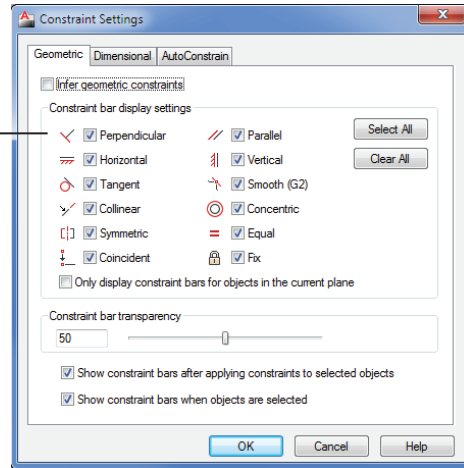 Constraint Settings
Geometric Dimensional AutoConstrain
Infer geometric constraints
Constraint bar display settings
Perpendicular Parallel Select All
Horizontal Vertical Clear All
Tangent Smooth (G2)
Collinear Concentric
Symmetric Equal
Coincident Fix
Only display constraint bars for objects in the current plane
Constraint bar transparency
50
Show constraint bars after applying constraints to selected objects
Show constraint bars when objects are selected
OK Cancel Help